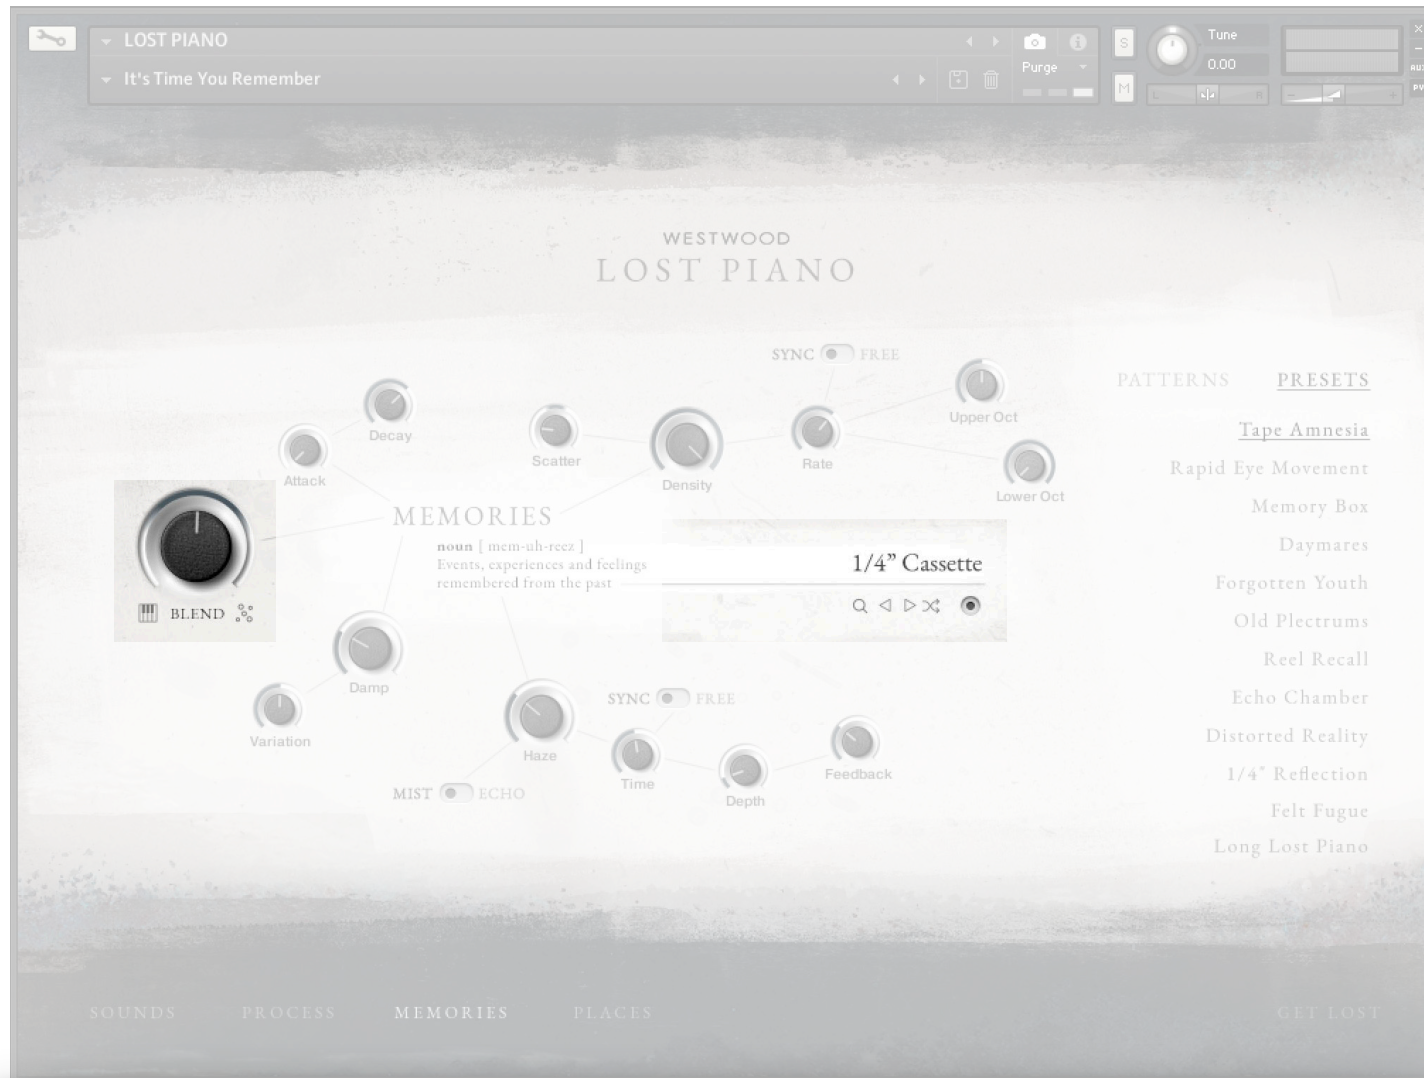 LOST PIANO
It's Time You Remember
Purge
S
M
Tune
0.00
L
R
AUX
PV
WESTWOOD
LOST PIANO
SYNC FREE
PATTERNS PRESETS
Decay
Attack
Scatter
Density
Rate
Upper Oct
Lower Oct
MEMORIES
noun [ mem-uh-reez ]
Events, experiences and feelings
remembered from the past
BLEND
1/4” Cassette
Damp
Variation
Haze
SYNC FREE
Time
Depth
Feedback
MIST ECHO
Tape Amnesia
Rapid Eye Movement
Memory Box
Daymares
Forgotten Youth
Old Plectrums
Reel Recall
Echo Chamber
Distorted Reality
1/4" Reflection
Felt Fugue
Long Lost Piano
SOUNDS PROCESS MEMORIES PLACES GET LOST